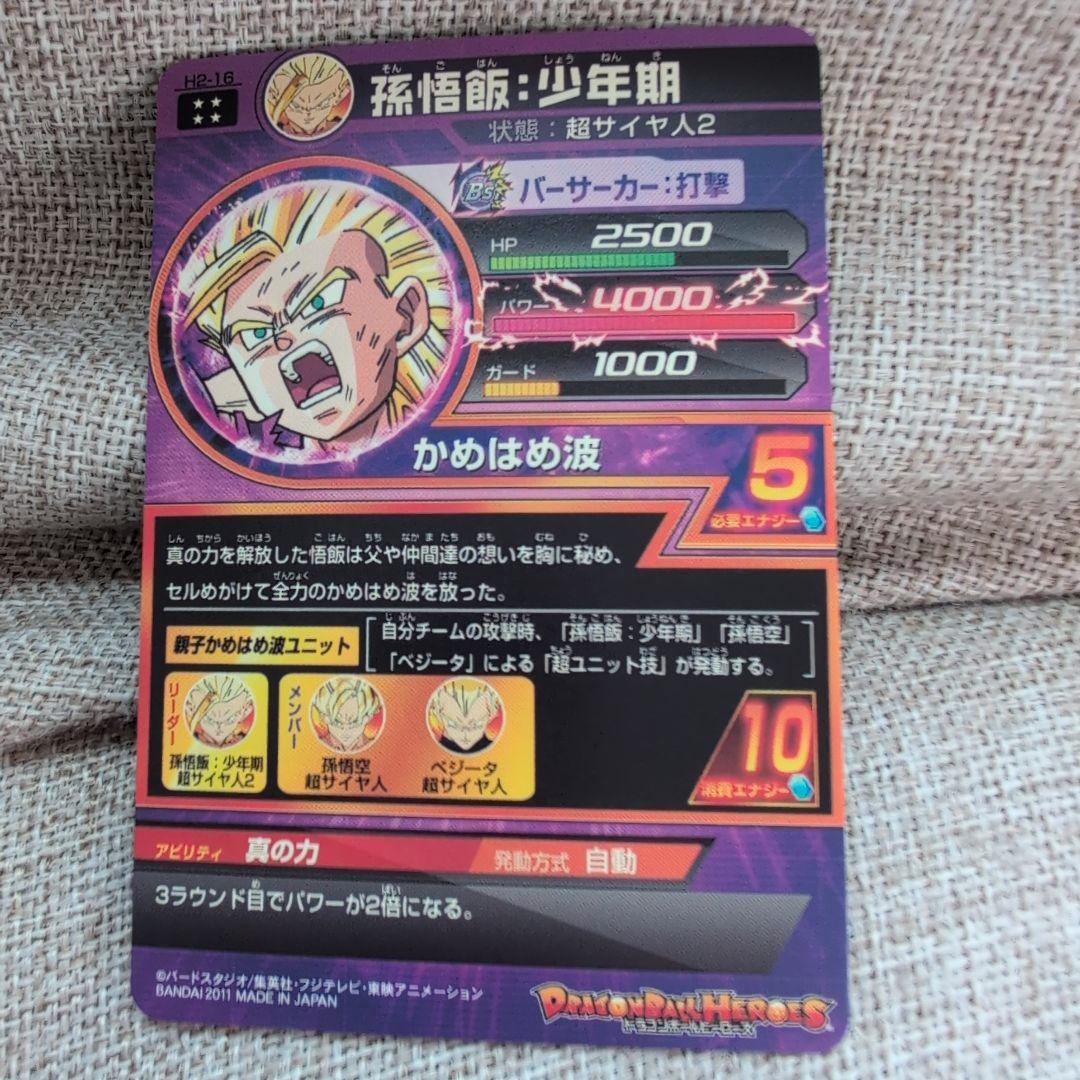 H2-16
孫悟飯:少年期
状態:超サイヤ人2
Bs バーサーカー:打撃
HP 2500
パワー 4000
ガード 1000
かめはめ波
5
必要エナジー
真の力を解放した悟飯は父や仲間達の想いを胸に秘め、
セルめがけて全力のかめはめ波を放った。
親子かめはめ波ユニット
自分チームの攻撃時、「孫悟飯:少年期」「孫悟空」
「ベジータ」による「超ユニット技」が発動する。
リーダー
孫悟飯:少年期
超サイヤ人2
メンバー
孫悟空
超サイヤ人
ベジータ
超サイヤ人
10
消費エナジー
アビリティ 真の力 発動方式 自動
3ラウンド目でパワーが2倍になる。
©バードスタジオ/集英社・フジテレビ・東映アニメーション
BANDAI 2011 MADE IN JAPAN
DRAGONBALL HEROES
ドラゴンボールヒーローズ